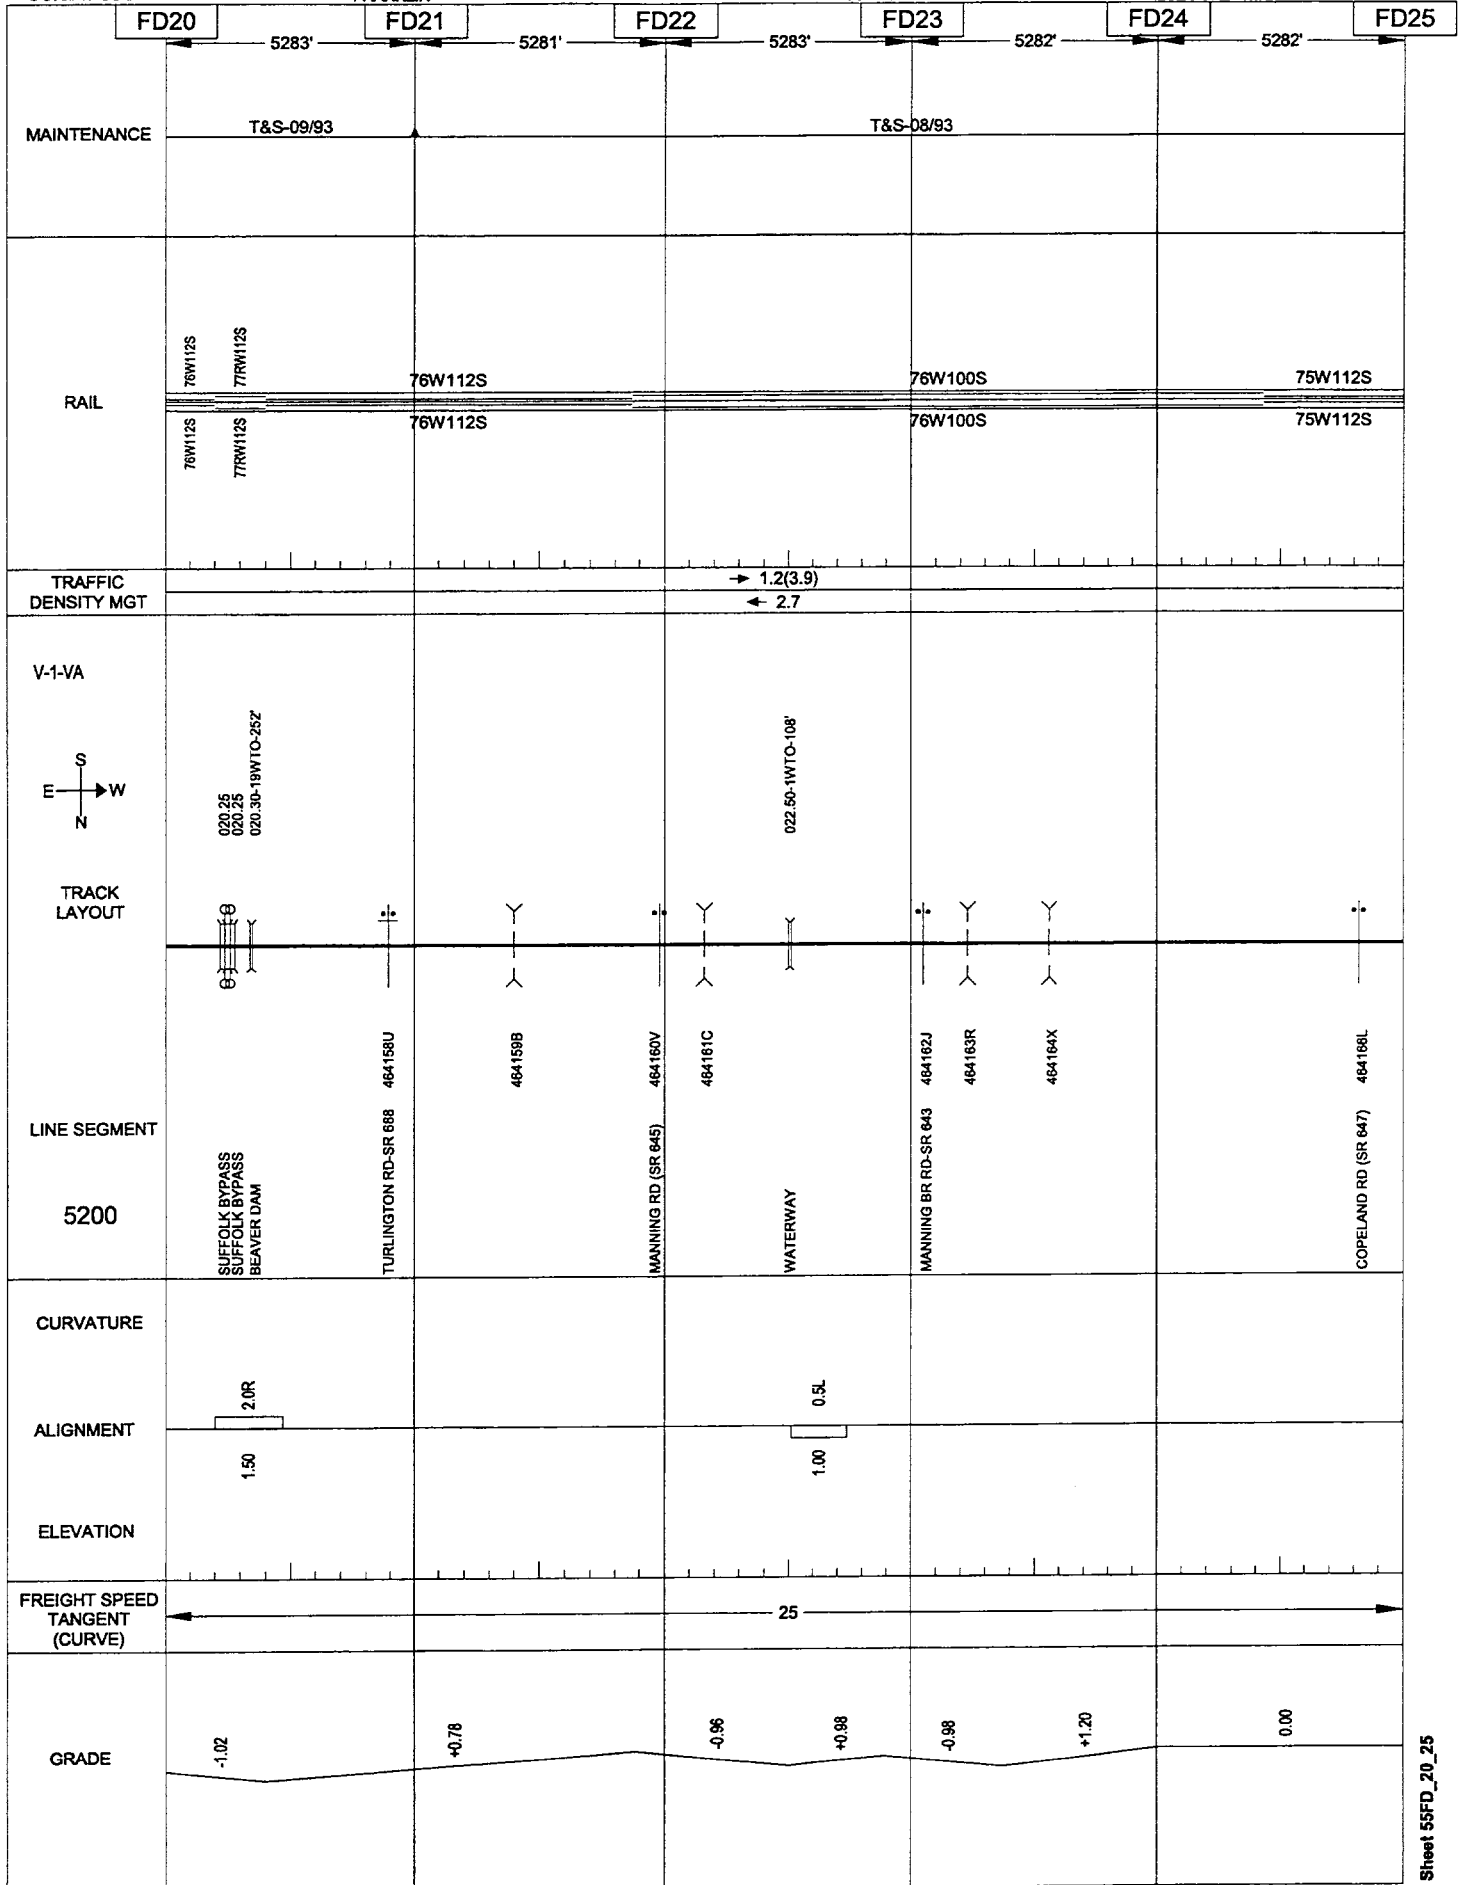 FD20 FD21 FD22 FD23 FD24 FD25
5283' 5281' 5283' 5282' 5282'
MAINTENANCE
T&S-09/93 T&S-08/93
RAIL
76W112S 77RW112S 76W112S 76W100S 75W112S
76W112S 77RW112S 76W112S 76W100S 75W112S
TRAFFIC
DENSITY MGT
1.2(3.9)
2.7
V-1-VA
S
E W
N
020.25
020.25
020.30-19WTO-252'
022.50-1WTO-108'
TRACK
LAYOUT
464158U
464159B
464160V
464161C
464162J
464163R
464164X
464168L
LINE SEGMENT
5200
SUFFOLK BYPASS
SUFFOLK BYPASS
BEAVER DAM
TURLINGTON RD-SR 688
MANNING RD (SR 645)
WATERWAY
MANNING BR RD-SR 643
COPELAND RD (SR 647)
CURVATURE
2.0R 0.5L
ALIGNMENT
1.50 1.00
ELEVATION
FREIGHT SPEED
TANGENT
(CURVE)
25
GRADE
-1.02 +0.78 -0.96 +0.98 -0.98 +1.20 0.00
Sheet 55FD_20_25